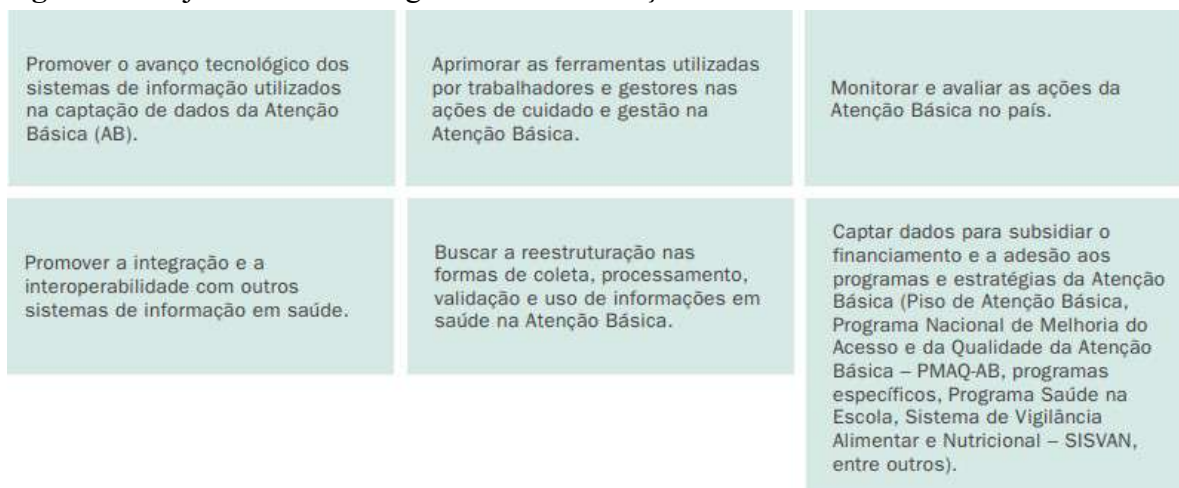 Promover o avanço tecnológico dos
sistemas de informação utilizados
na captação de dados da Atenção
Básica (AB).
Aprimorar as ferramentas utilizadas
por trabalhadores e gestores nas
ações de cuidado e gestão na
Atenção Básica.
Monitorar e avaliar as ações da
Atenção Básica no país.
Promover a integração e a
interoperabilidade com outros
sistemas de informação em saúde.
Buscar a reestruturação nas
formas de coleta, processamento,
validação e uso de informações em
saúde na Atenção Básica.
Captar dados para subsidiar o
financiamento e a adesão aos
programas e estratégias da Atenção
Básica (Piso de Atenção Básica,
Programa Nacional de Melhoria do
Acesso e da Qualidade da Atenção
Básica – PMAQ-AB, programas
específicos, Programa Saúde na
Escola, Sistema de Vigilância
Alimentar e Nutricional – SISVAN,
entre outros).